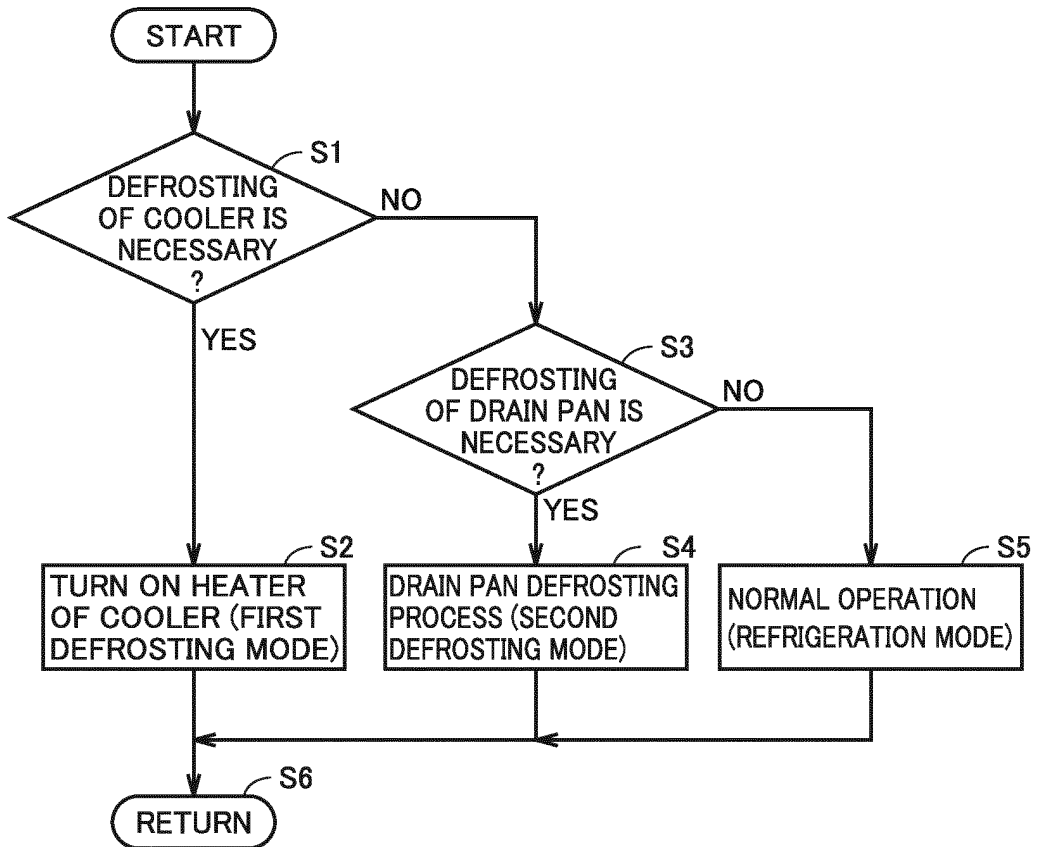 START
S1
DEFROSTING
OF COOLER IS
NECESSARY
?
NO
YES
S3
DEFROSTING
OF DRAIN PAN IS
NECESSARY
?
NO
YES
S2
TURN ON HEATER
OF COOLER (FIRST
DEFROSTING MODE)
S4
DRAIN PAN DEFROSTING
PROCESS (SECOND
DEFROSTING MODE)
S5
NORMAL OPERATION
(REFRIGERATION MODE)
S6
RETURN